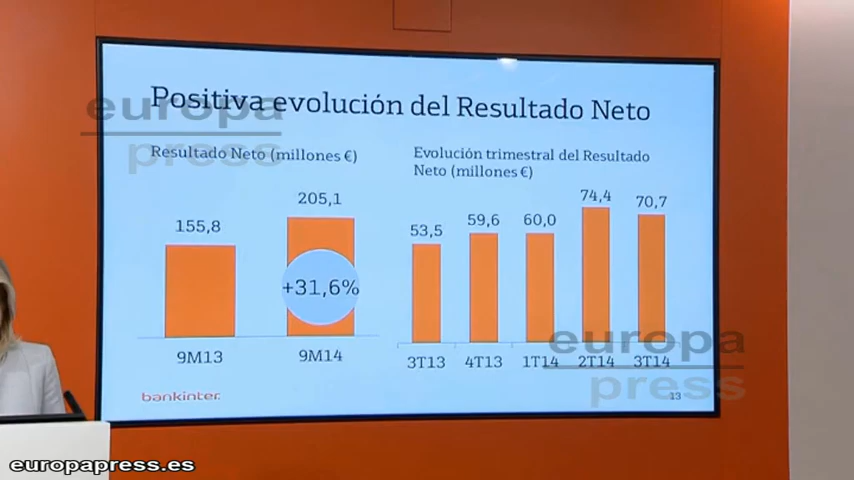 Positiva evolución del Resultado Neto
europa
press
Resultado Neto (millones €)
155,8
205,1
+31,6%
9M13
9M14
Evolución trimestral del Resultado
Neto (millones €)
53,5
59,6
60,0
74,4
70,7
3T13
4T13
1T14
2T14
3T14
europa
press
bankinter.
13
europapress.es